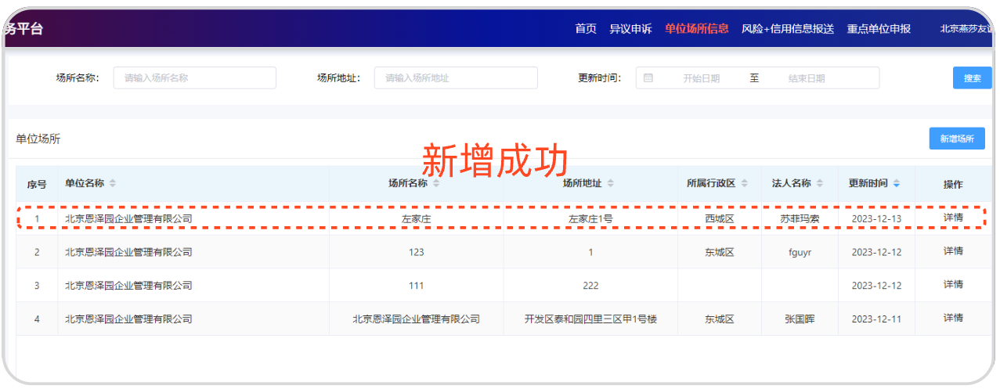 务平台 首页 异议申诉 单位场所信息 风险+信用信息报送 重点单位申报 北京燕莎友
场所名称： 请输入场所名称 场所地址： 请输入场所地址 更新时间： 开始日期 至 结束日期 搜索
单位场所 新增场所
新增成功
序号 单位名称 场所名称 场所地址 所属行政区 法人名称 更新时间 操作
1 北京恩泽园企业管理有限公司 左家庄 左家庄1号 西城区 苏菲玛索 2023-12-13 详情
2 北京恩泽园企业管理有限公司 123 1 东城区 fguyr 2023-12-12 详情
3 北京恩泽园企业管理有限公司 111 222 2023-12-12 详情
4 北京恩泽园企业管理有限公司 北京恩泽园企业管理有限公司 开发区泰和园四里三区甲1号楼 东城区 张国晖 2023-12-11 详情